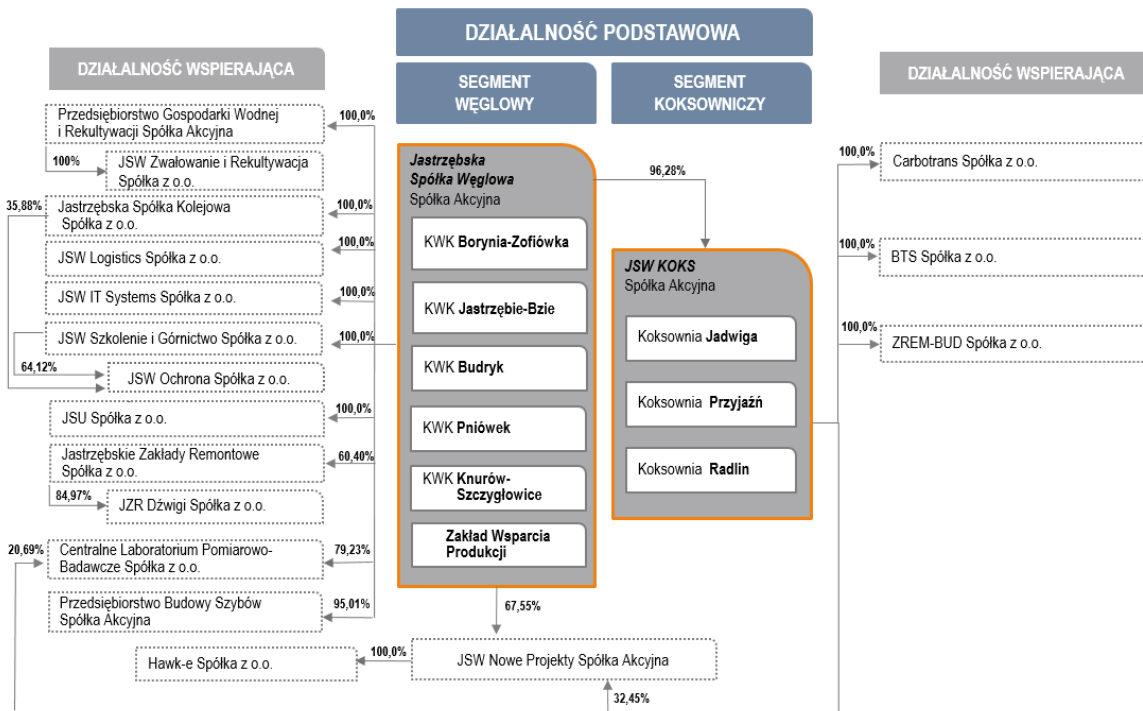 DZIAŁALNOŚĆ PODSTAWOWA
DZIAŁALNOŚĆ WSPIERAJĄCA
SEGMENT
WĘGLOWY
SEGMENT
KOKSOWNICZY
DZIAŁALNOŚĆ WSPIERAJĄCA
Przedsiębiorstwo Gospodarki Wodnej
i Rekultywacji Spółka Akcyjna
100,0%
100%
JSW Zwałowanie i Rekultywacja
Spółka z o.o.
35,88%
Jastrzębska Spółka Kolejowa
Spółka z o.o.
100,0%
JSW Logistics Spółka z o.o.
100,0%
JSW IT Systems Spółka z o.o.
100,0%
JSW Szkolenie i Górnictwo Spółka z o.o.
100,0%
64,12%
JSW Ochrona Spółka z o.o.
JSU Spółka z o.o.
100,0%
Jastrzębskie Zakłady Remontowe
Spółka z o.o.
60,40%
84,97%
JZR Dźwigi Spółka z o.o.
20,69%
Centralne Laboratorium Pomiarowo-
Badawcze Spółka z o.o.
79,23%
Przedsiębiorstwo Budowy Szybów
Spółka Akcyjna
95,01%
Jastrzębska
Spółka Węglowa
Spółka Akcyjna
KWK Borynia-Zofiówka
KWK Jastrzębie-Bzie
KWK Budryk
KWK Pniówek
KWK Knurów-
Szczygłowice
Zakład Wsparcia
Produkcji
96,28%
JSW KOKS
Spółka Akcyjna
Koksownia Jadwiga
Koksownia Przyjaźń
Koksownia Radlin
100,0%
Carbotrans Spółka z o.o.
100,0%
BTS Spółka z o.o.
100,0%
ZREM-BUD Spółka z o.o.
67,55%
Hawk-e Spółka z o.o.
100,0%
JSW Nowe Projekty Spółka Akcyjna
32,45%